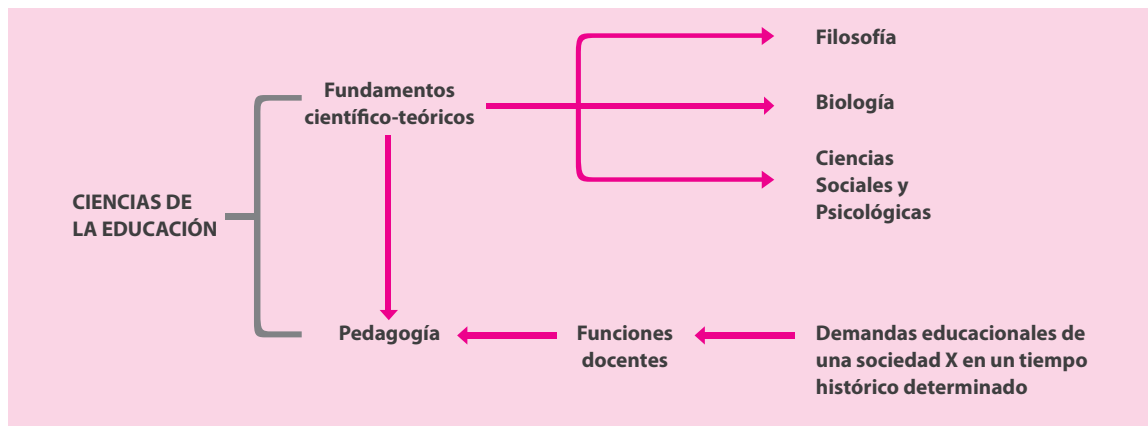 Filosofía
Fundamentos
científico-teóricos
Biología
Ciencias
Sociales y
Psicológicas
CIENCIAS DE
LA EDUCACIÓN
Pedagogía
Funciones
docentes
Demandas educacionales de
una sociedad X en un tiempo
histórico determinado